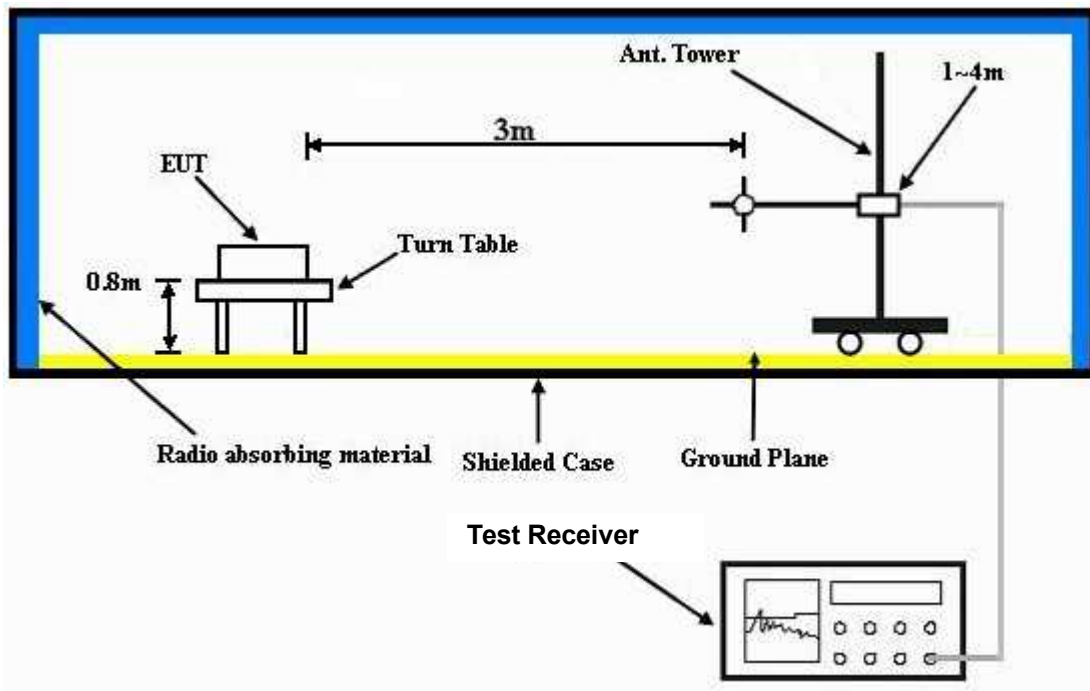 Ant. Tower
1~4m
3m
EUT
Turn Table
0.8m
Radio absorbing material
Shielded Case
Ground Plane
Test Receiver